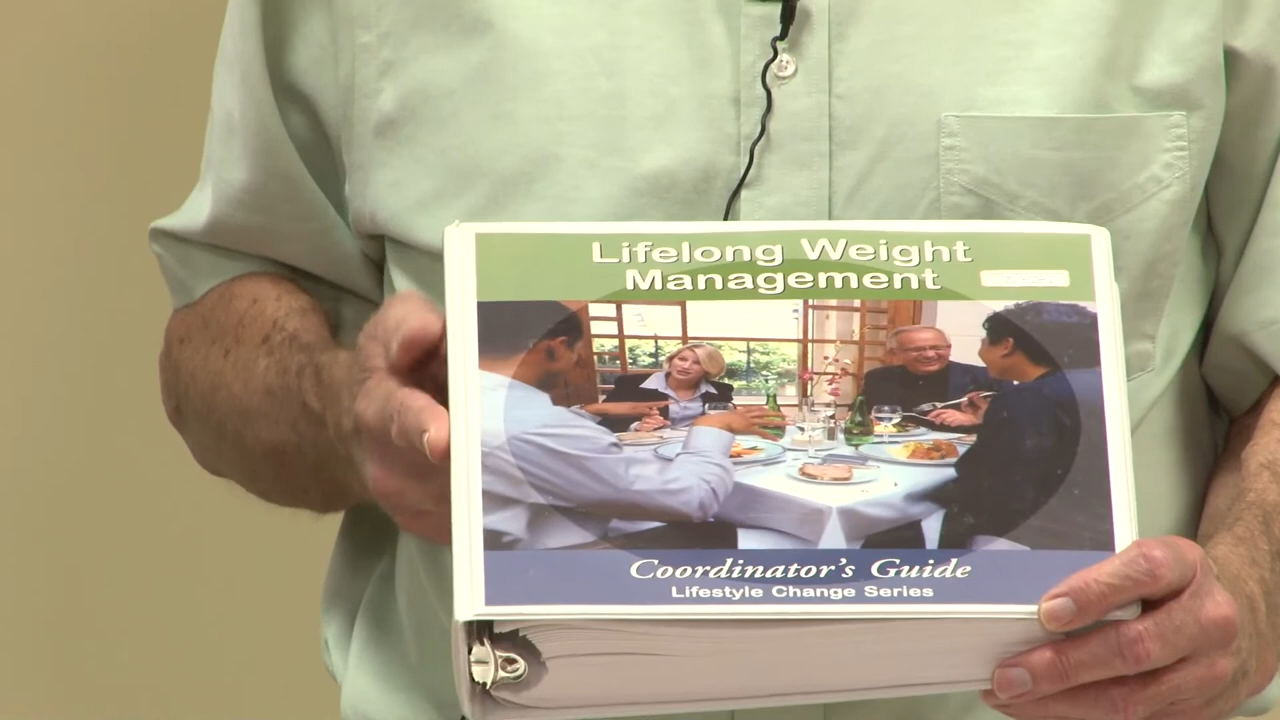 Lifelong Weight
Management
Coordinator's Guide
Lifestyle Change Series